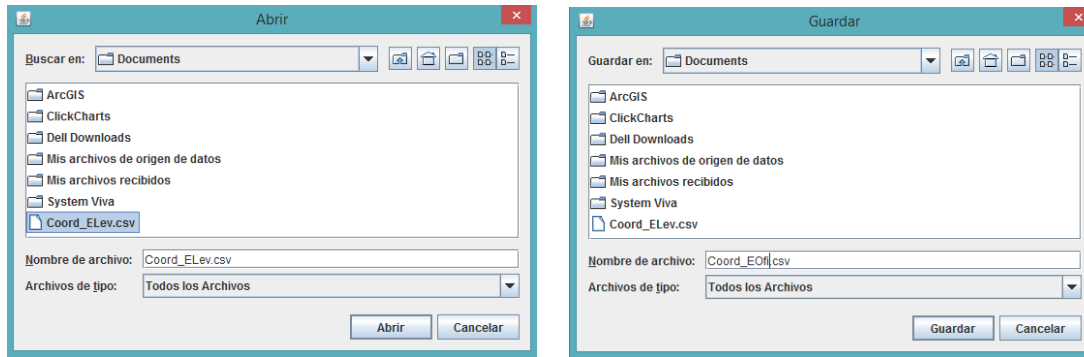 Abrir
Buscar en: Documents
ArcGIS
ClickCharts
Dell Downloads
Mis archivos de origen de datos
Mis archivos recibidos
System Viva
Coord_ELev.csv
Nombre de archivo: Coord_ELev.csv
Archivos de tipo: Todos los Archivos
Abrir Cancelar
Guardar
Guardar en: Documents
ArcGIS
ClickCharts
Dell Downloads
Mis archivos de origen de datos
Mis archivos recibidos
System Viva
Coord_ELev.csv
Nombre de archivo: Coord_EOfi.csv
Archivos de tipo: Todos los Archivos
Guardar Cancelar